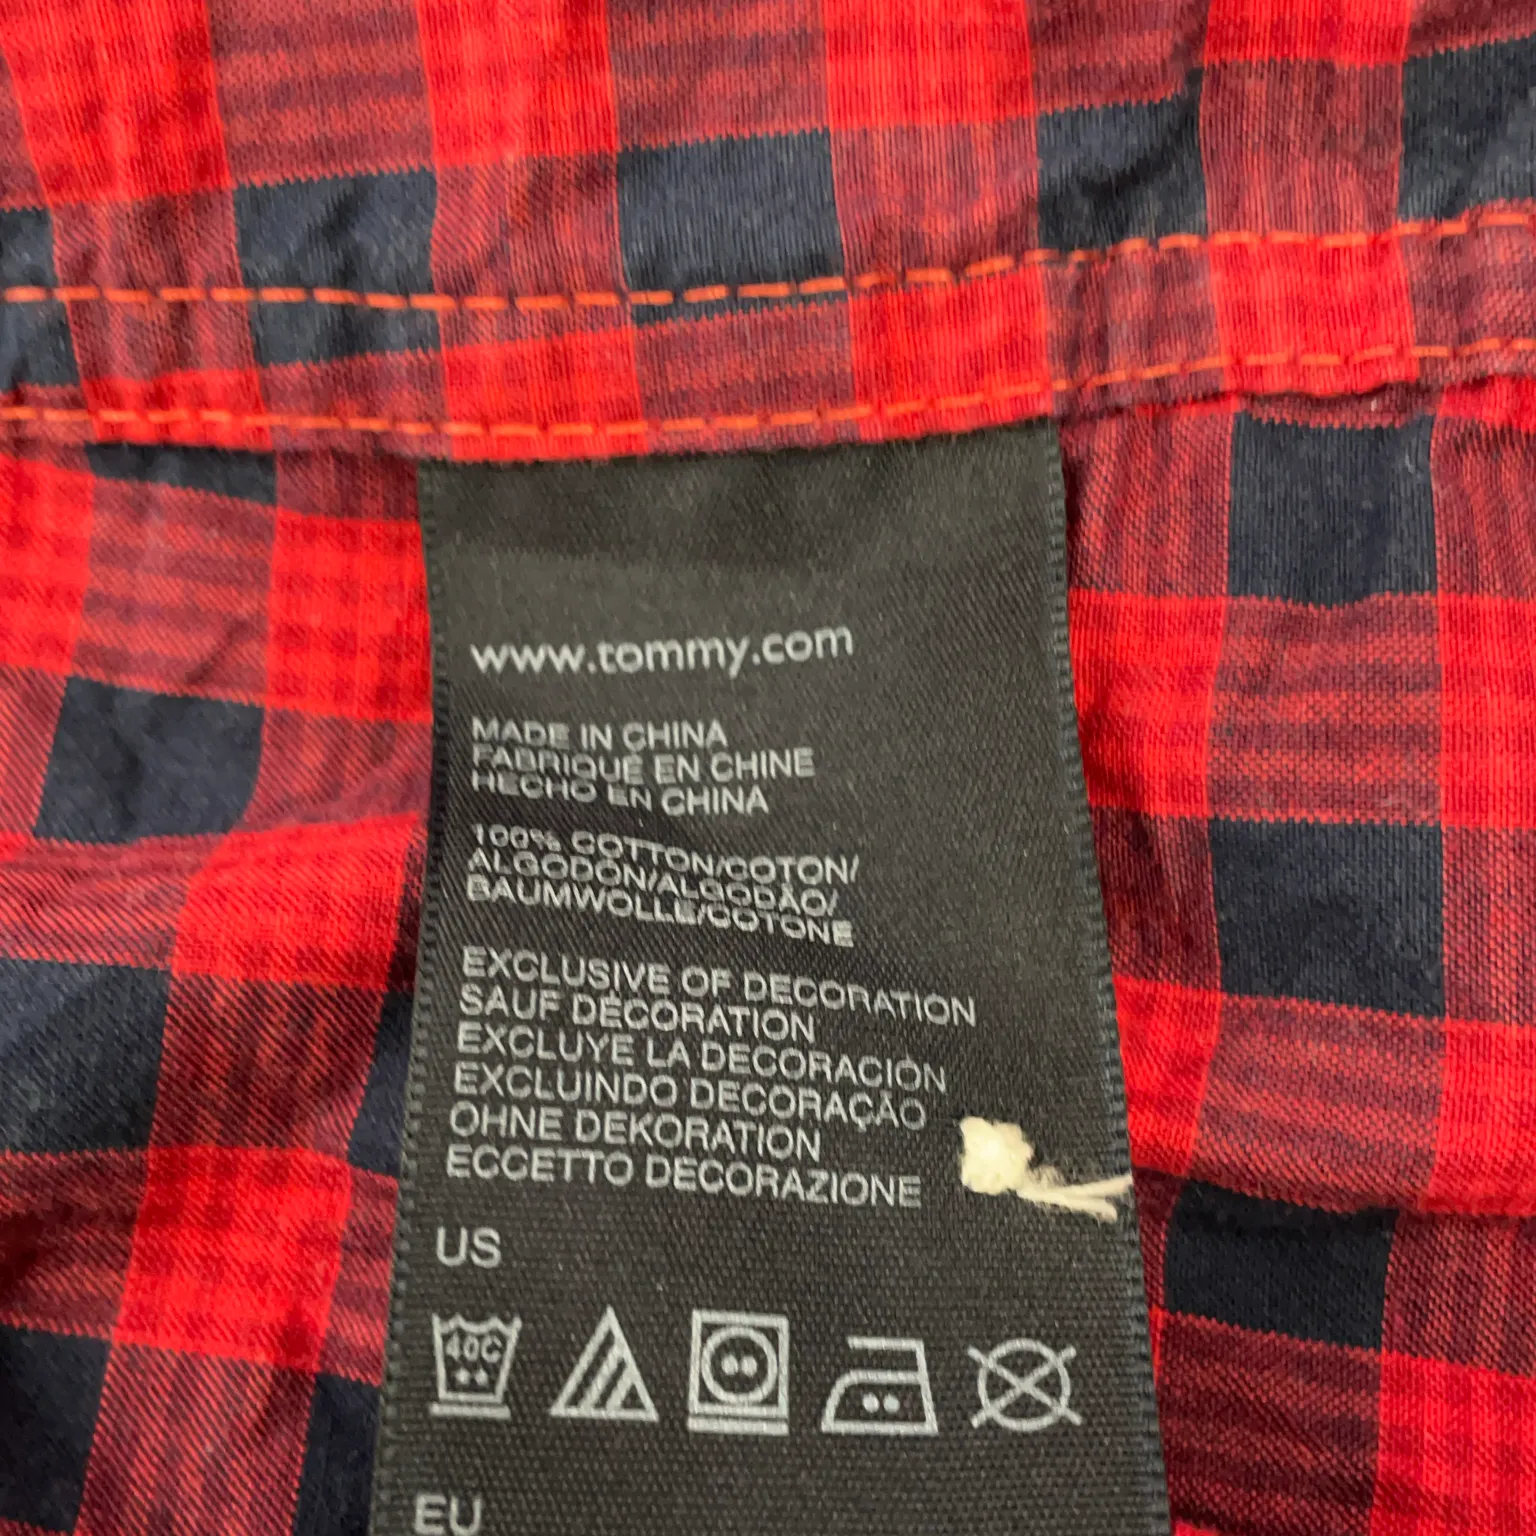 www.tommy.com
MADE IN CHINA
FABRIQUÉ EN CHINE
HECHO EN CHINA
100% COTTON/COTON/
ALGODÓN/ALGODÃO/
BAUMWOLLE/COTONE
EXCLUSIVE OF DECORATION
SAUF DÉCORATION
EXCLUYE LA DECORACIÓN
EXCLUINDO DECORAÇÃO
OHNE DEKORATION
ECCETTO DECORAZIONE
US
40C
EU